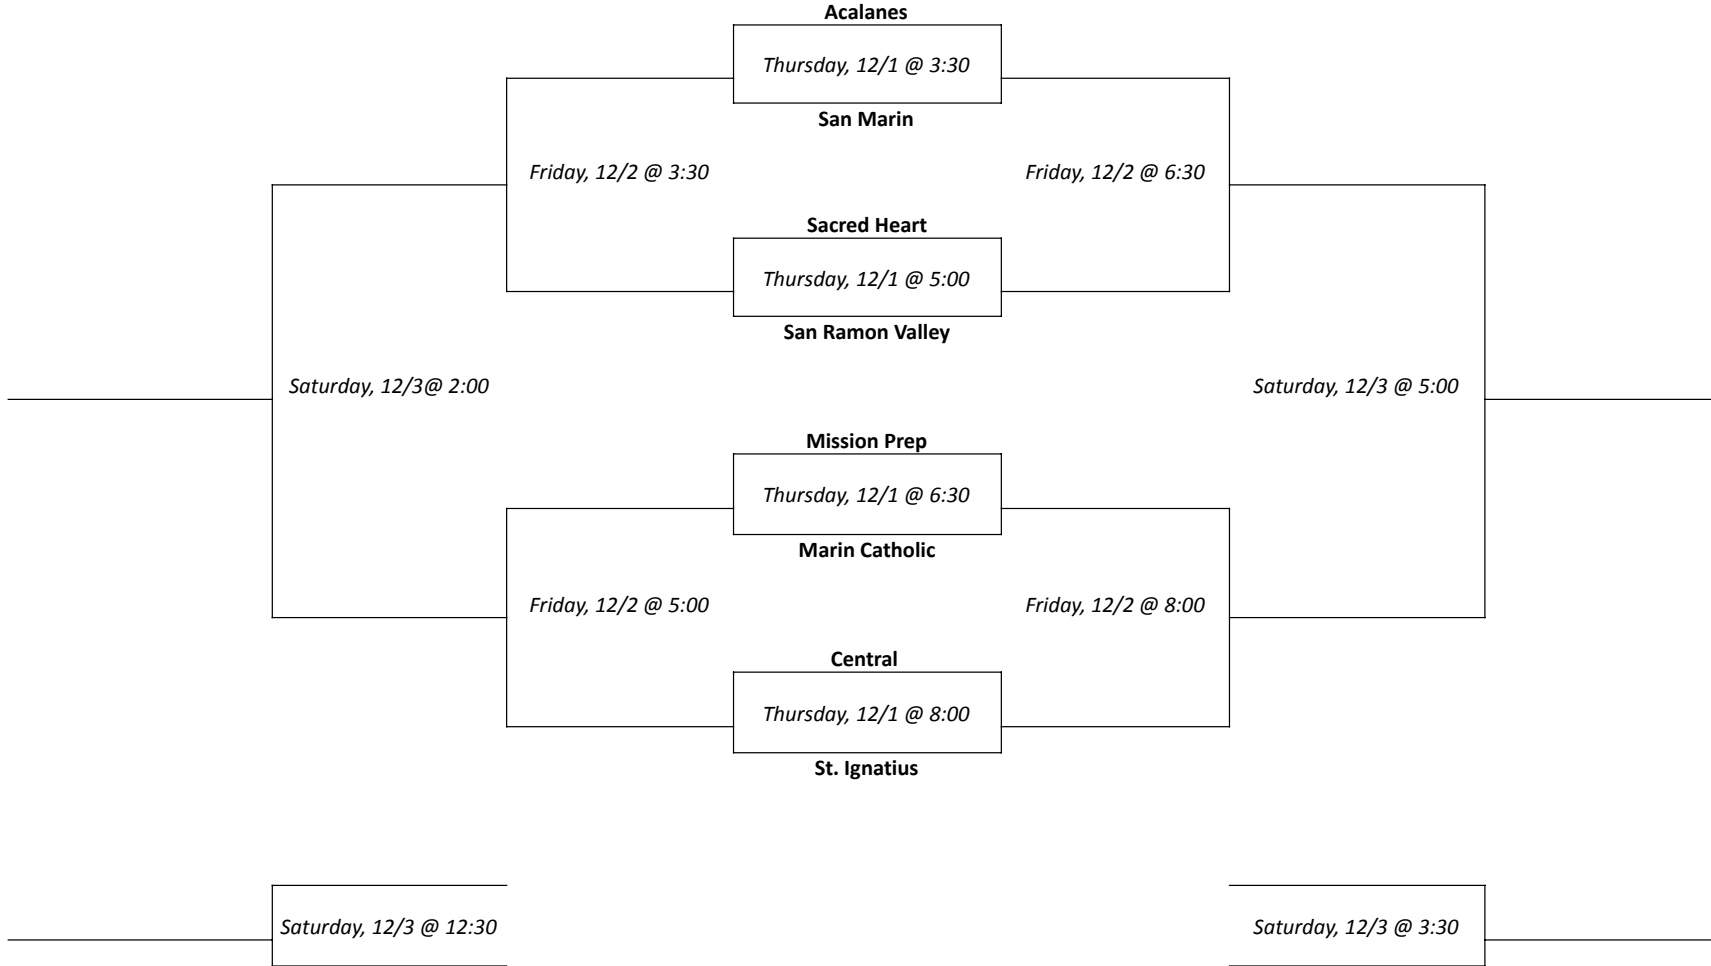 Acalanes
Thursday, 12/1 @ 3:30
San Marin
Friday, 12/2 @ 3:30
Friday, 12/2 @ 6:30
Sacred Heart
Thursday, 12/1 @ 5:00
San Ramon Valley
Saturday, 12/3@ 2:00
Saturday, 12/3 @ 5:00
Mission Prep
Thursday, 12/1 @ 6:30
Marin Catholic
Friday, 12/2 @ 5:00
Friday, 12/2 @ 8:00
Central
Thursday, 12/1 @ 8:00
St. Ignatius
Saturday, 12/3 @ 12:30
Saturday, 12/3 @ 3:30